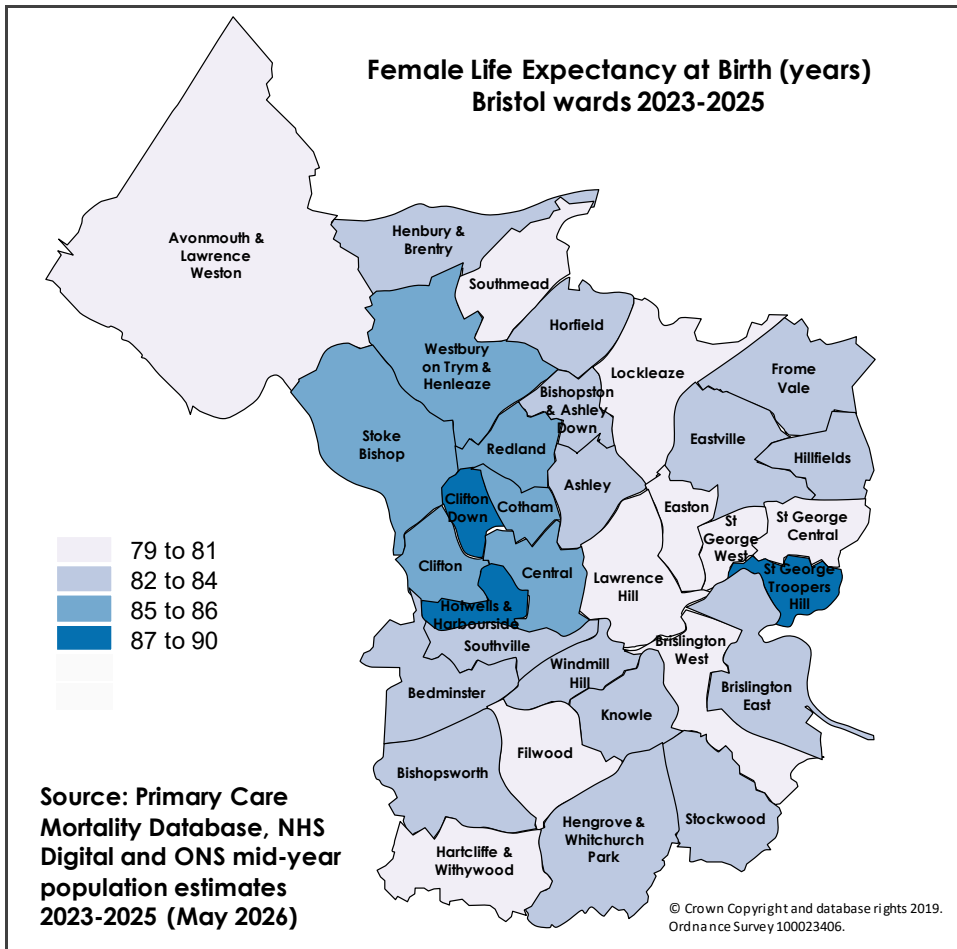 Female Life Expectancy at Birth (years)
Bristol wards 2023-2025
Avonmouth &
Lawrence
Weston
Henbury &
Brentry
Southmead
Horfield
Westbury
on Trym &
Henleaze
Lockleaze
Frome
Vale
Bishopston
& Ashley
Down
Stoke
Bishop
Redland
Eastville
Hillfields
Ashley
Clifton
Down
Cotham
Easton
St
George
West
St George
Central
Clifton
Central
Lawrence
Hill
St George
Troopers
Hill
Hotwells &
Harbourside
79 to 81
82 to 84
85 to 86
87 to 90
Southville
Brislington
West
Windmill
Hill
Bedminster
Knowle
Brislington
East
Filwood
Bishopsworth
Hengrove &
Whitchurch
Park
Stockwood
Hartcliffe &
Withywood
Source: Primary Care
Mortality Database, NHS
Digital and ONS mid-year
population estimates
2023-2025 (May 2026)
© Crown Copyright and database rights 2019.
Ordnance Survey 100023406.